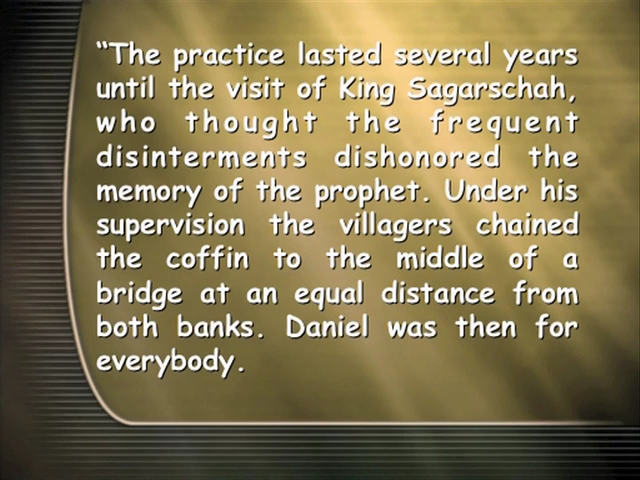 “The practice lasted several years
until the visit of King Sagarschah,
who thought the frequent
disinterments dishonored the
memory of the prophet. Under his
supervision the villagers chained
the coffin to the middle of a
bridge at an equal distance from
both banks. Daniel was then for
everybody.